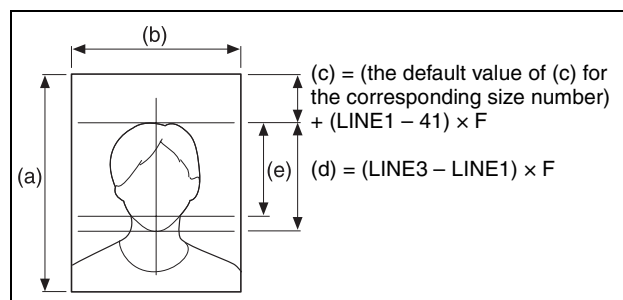 (b)
(c) = (the default value of (c) for
the corresponding size number)
+ (LINE1 – 41) × F
(a)
(e)
(d) = (LINE3 – LINE1) × F